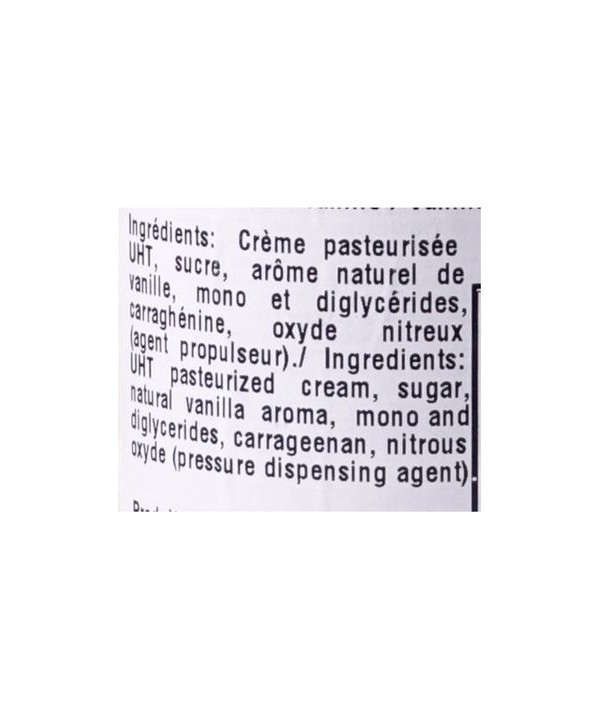 Ingrédients: Crème pasteurisée
UHT, sucre, arôme naturel de
vanille, mono et diglycérides,
carraghénine, oxyde nitreux
(agent propulseur)./ Ingredients:
UHT pasteurized cream, sugar,
natural vanilla aroma, mono and
diglycerides, carrageenan, nitrous
oxyde (pressure dispensing agent).